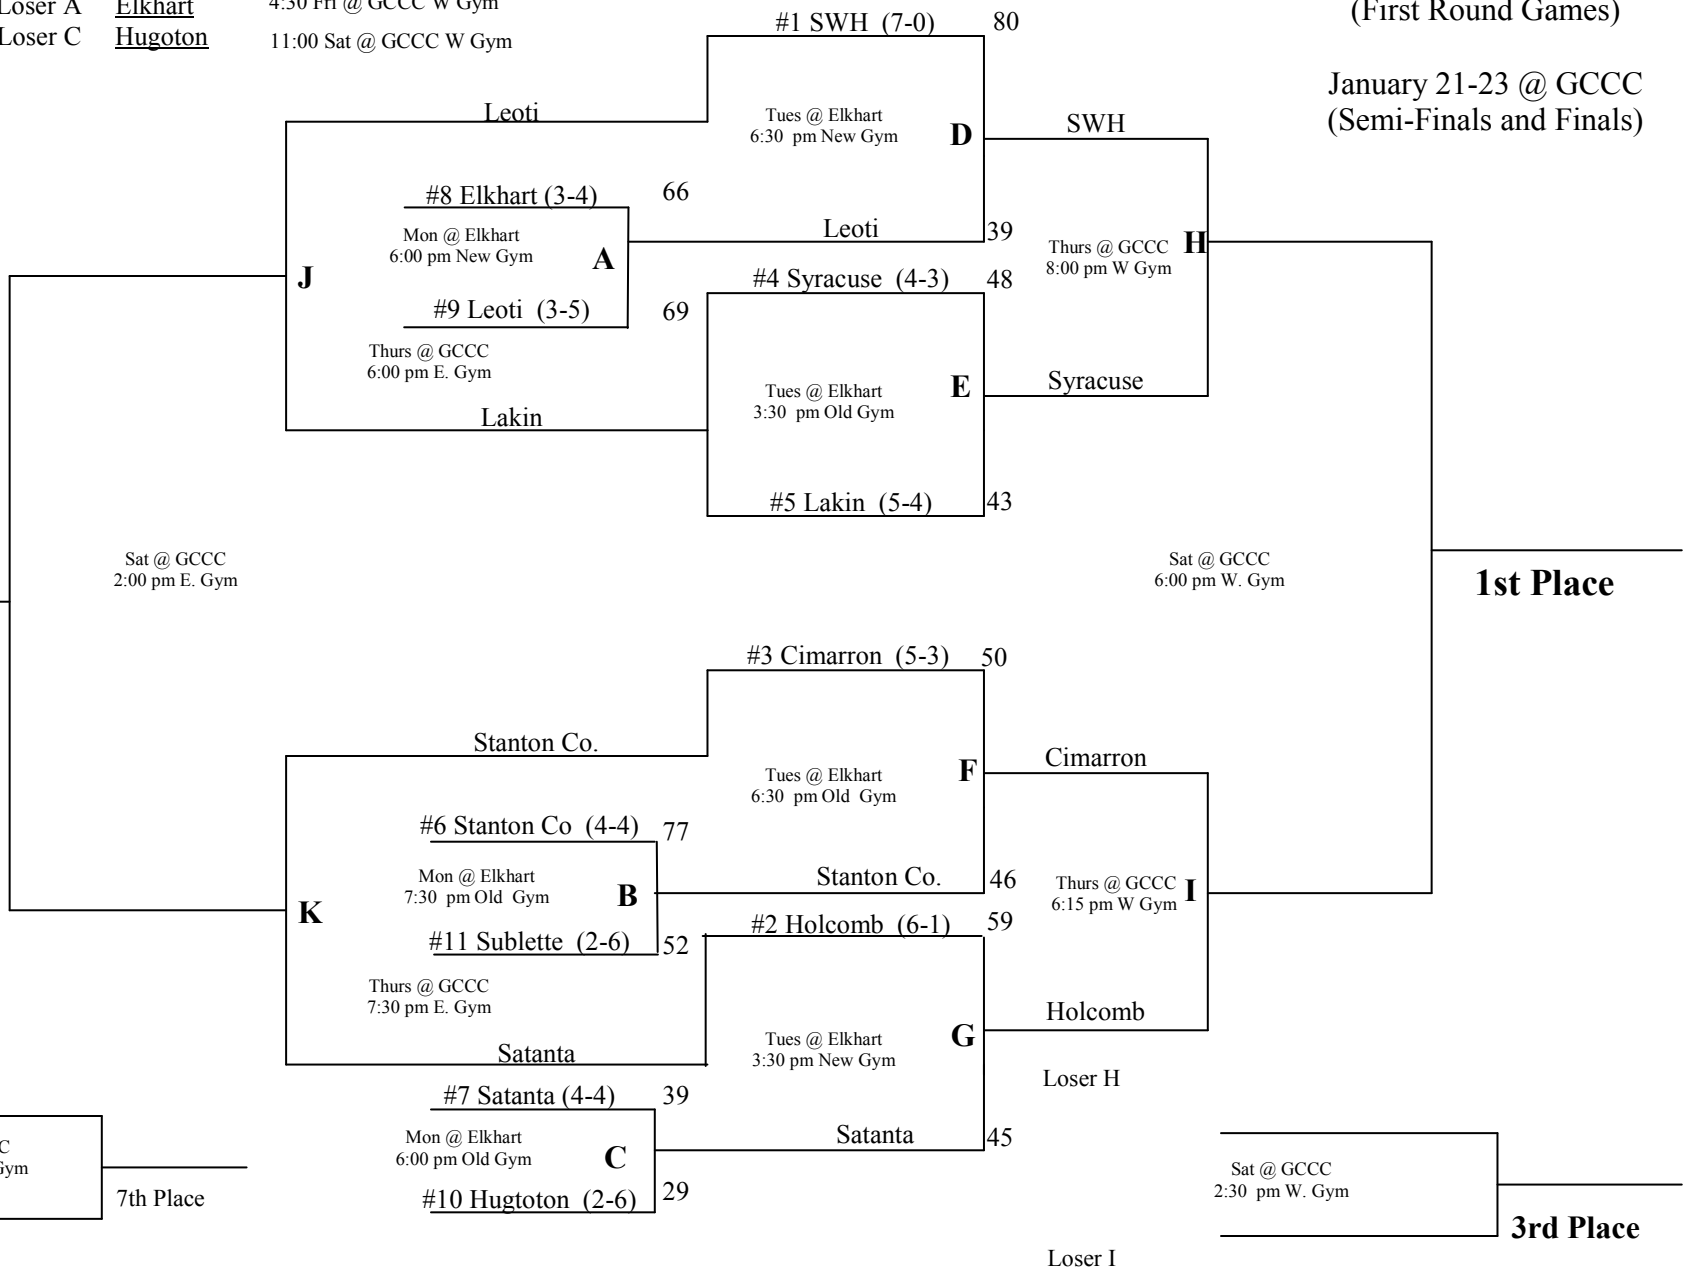 Loser A Elkhart 4:30 Fri @ GCCC W Gym
Loser C Hugoton 11:00 Sat @ GCCC W Gym
(First Round Games)
January 21-23 @ GCCC
(Semi-Finals and Finals)
#1 SWH (7-0) 80
Leoti
Tues @ Elkhart
6:30 pm New Gym
D
SWH
#8 Elkhart (3-4) 66
Mon @ Elkhart
6:00 pm New Gym
A
Leoti 39
Thurs @ GCCC
8:00 pm W Gym
H
J
#4 Syracuse (4-3) 48
#9 Leoti (3-5) 69
Thurs @ GCCC
6:00 pm E. Gym
Tues @ Elkhart
3:30 pm Old Gym
E
Syracuse
Lakin
#5 Lakin (5-4) 43
Sat @ GCCC
2:00 pm E. Gym
Sat @ GCCC
6:00 pm W. Gym
1st Place
#3 Cimarron (5-3) 50
Stanton Co.
Tues @ Elkhart
6:30 pm Old Gym
F
Cimarron
#6 Stanton Co (4-4) 77
Mon @ Elkhart
7:30 pm Old Gym
B
Stanton Co. 46
Thurs @ GCCC
6:15 pm W Gym
I
K
#2 Holcomb (6-1) 59
#11 Sublette (2-6) 52
Thurs @ GCCC
7:30 pm E. Gym
Holcomb
Tues @ Elkhart
3:30 pm New Gym
G
Satanta
Loser H
#7 Satanta (4-4) 39
Mon @ Elkhart
6:00 pm Old Gym
C
Satanta 45
C
Gym
7th Place
#10 Hugtoton (2-6) 29
Sat @ GCCC
2:30 pm W. Gym
3rd Place
Loser I